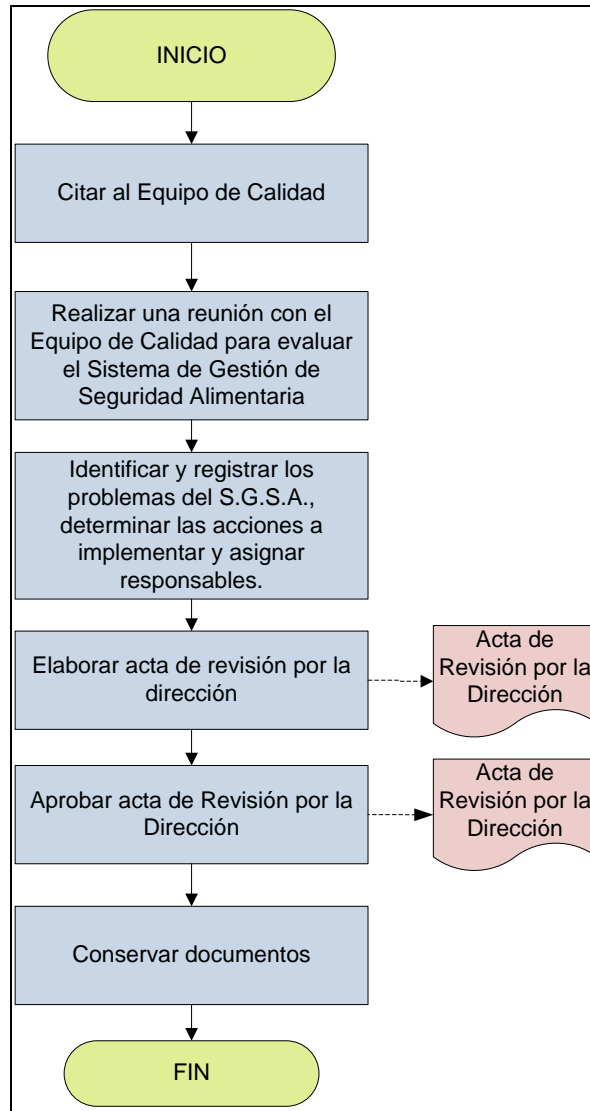 INICIO
Citar al Equipo de Calidad
Realizar una reunión con el
Equipo de Calidad para evaluar
el Sistema de Gestión de
Seguridad Alimentaria
Identificar y registrar los
problemas del S.G.S.A.,
determinar las acciones a
implementar y asignar
responsables.
Elaborar acta de revisión por la
dirección
Acta de
Revisión por la
Dirección
Aprobar acta de Revisión por la
Dirección
Acta de
Revisión por la
Dirección
Conservar documentos
FIN